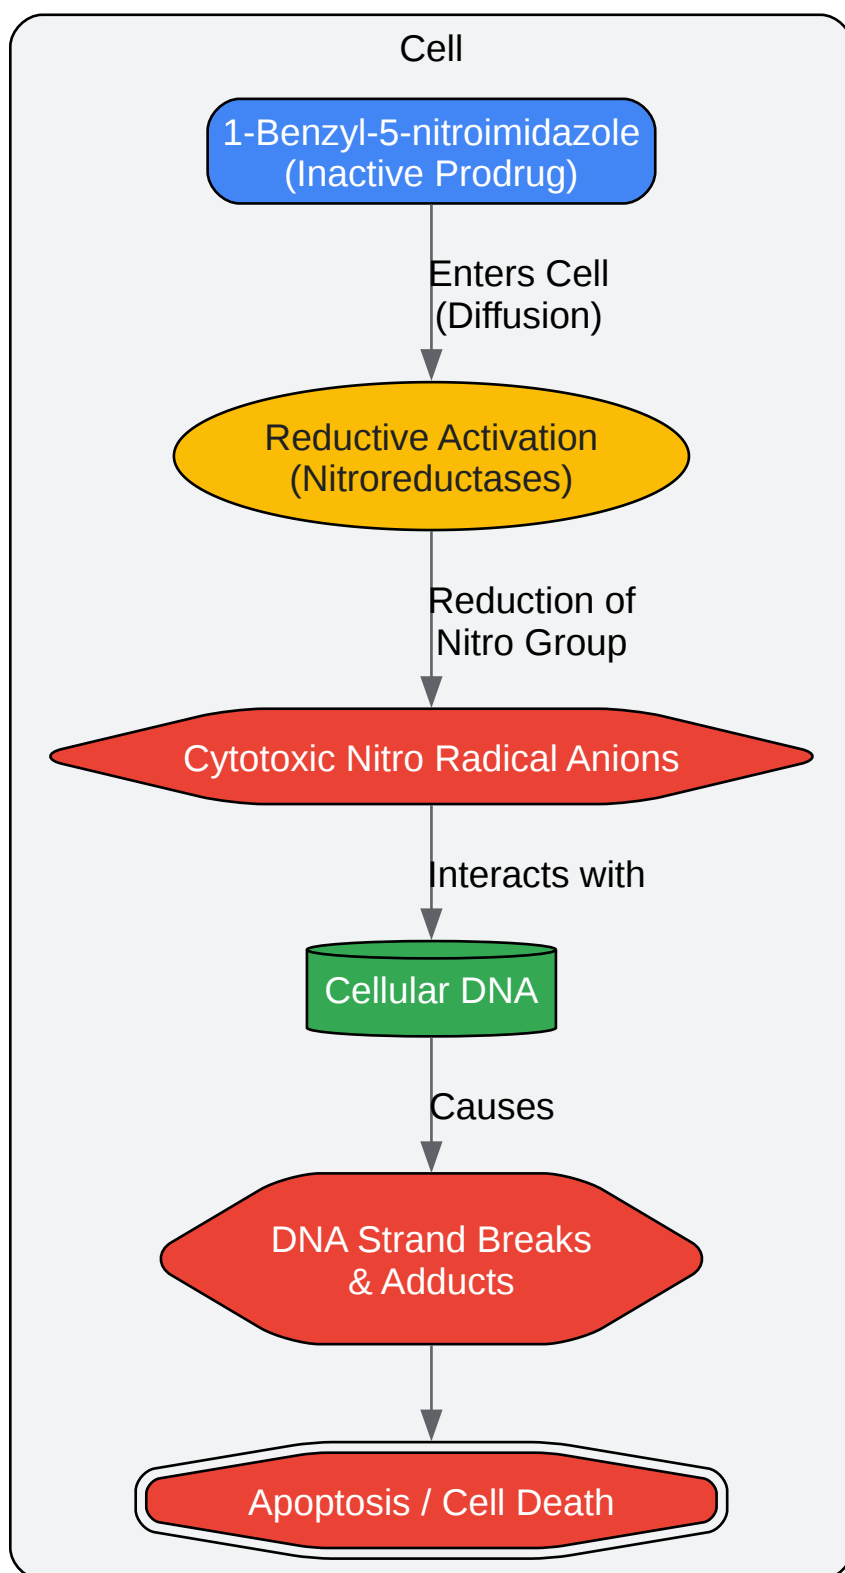 Cell
1-Benzyl-5-nitroimidazole
(Inactive Prodrug)
Enters Cell
(Diffusion)
Reductive Activation
(Nitroreductases)
Reduction of
Nitro Group
Cytotoxic Nitro Radical Anions
Interacts with
Cellular DNA
Causes
DNA Strand Breaks
& Adducts
Apoptosis / Cell Death